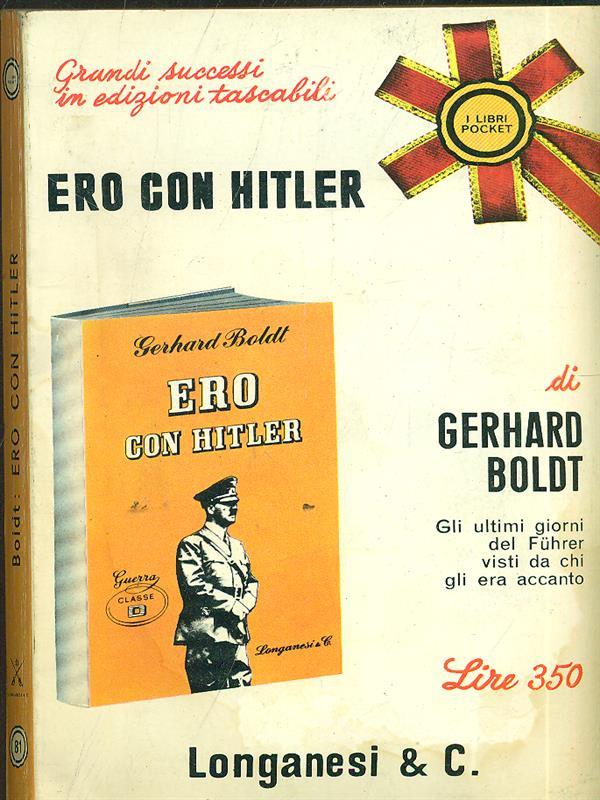 Grandi successi
in edizioni tascabili
I LIBRI
POCKET
ERO CON HITLER
Gerhard Boldt
ERO
CON HITLER
Guerra
CLASSE
Longanesi & C.
di
GERHARD
BOLDT
Gli ultimi giorni
del Führer
visti da chi
gli era accanto
Lire 350
Longanesi & C.
Boldt: ERO CON HITLER
81